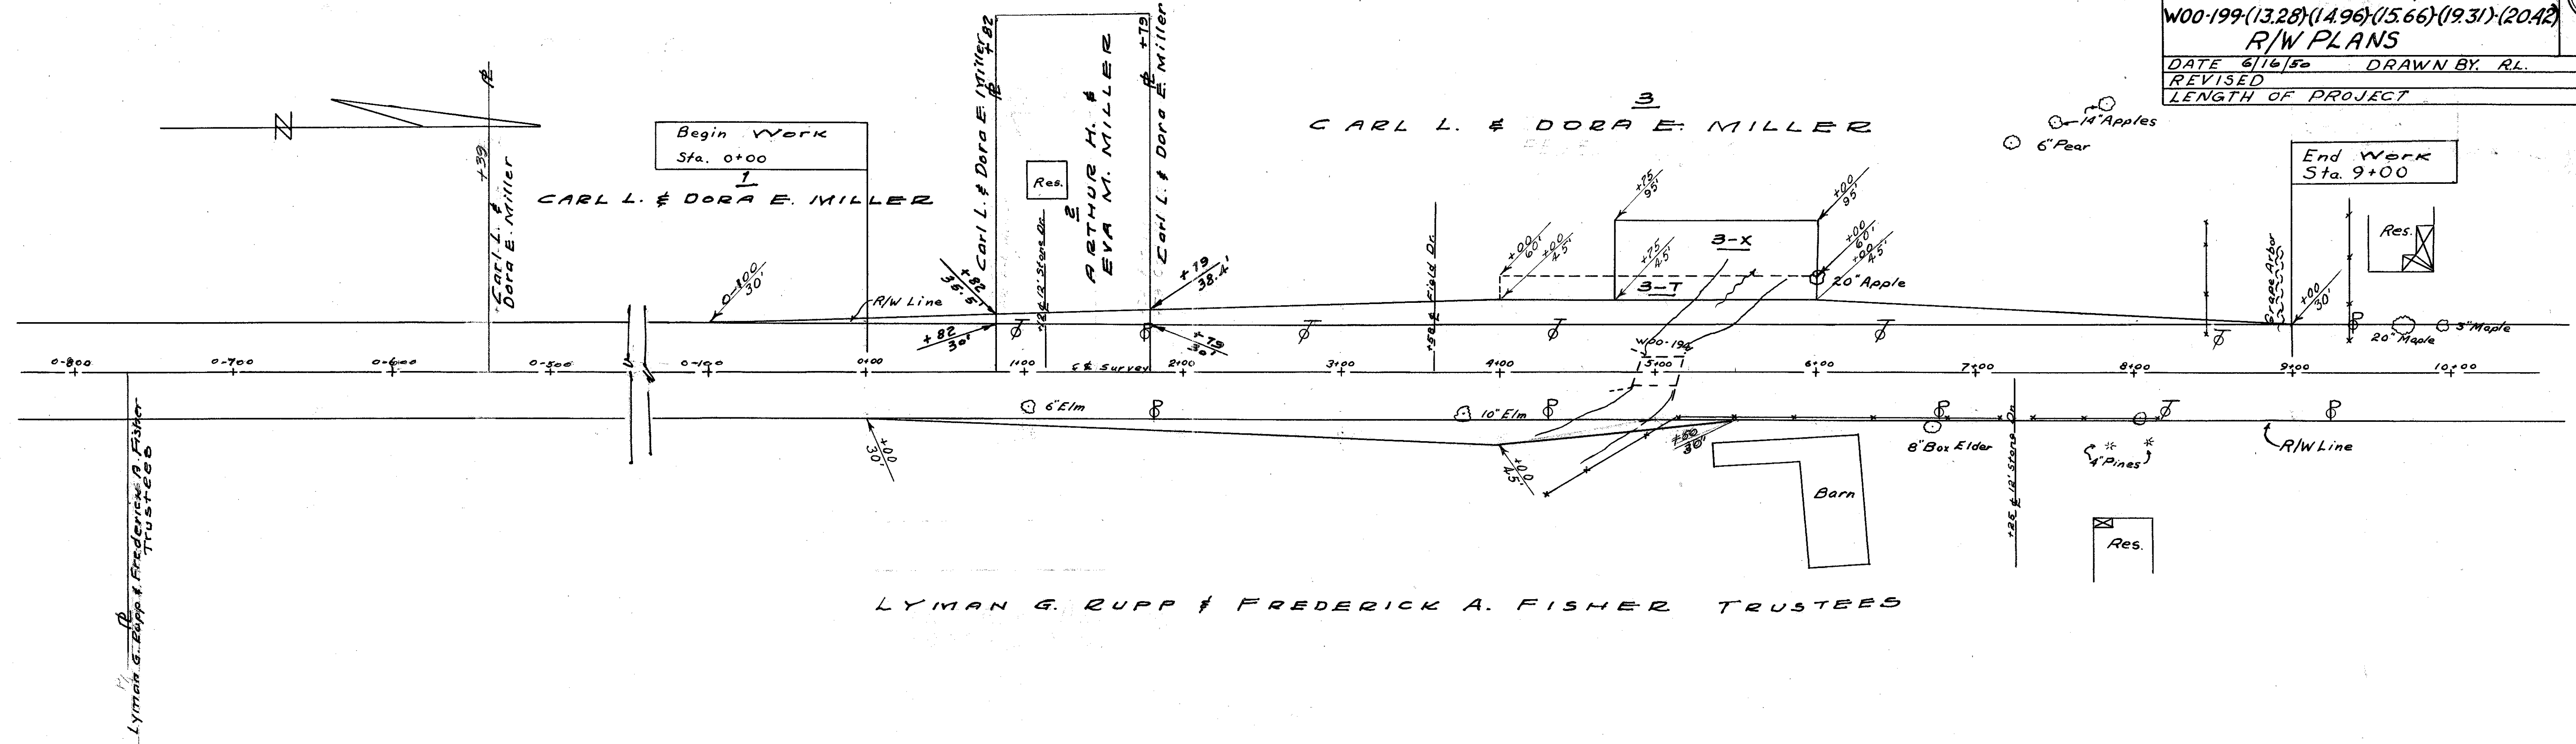 WOO-199-(13.28)-(14.96)-(15.66)-(19.31)-(20.42)
R/W PLANS
DATE 6/16/50 DRAWN BY. R.L.
REVISED
LENGTH OF PROJECT
N
+39
Carl L. &
Dora E. Miller
Begin Work
Sta. 0+00
1
CARL L. & DORA E. MILLER
Carl L. & Dora E. Miller
+82
Res.
2
ARTHUR H. &
EVA M. MILLER
+79
Carl L. & Dora E. Miller
3
CARL L. & DORA E. MILLER
14" Apples
6" Pear
End Work
Sta. 9+00
Res.
+75
95'
+00
95'
3-X
+00
60'
+00
45'
+75
45'
+00
60'
+00
45'
20" Apple
3-T
Field Dr.
12' Stone Dr.
Grape Arbor
+00
30'
0-100
30'
R/W Line
+82
36.5'
+82
30'
+79
38.4'
+79
30'
20" Maple
3" Maple
WOO-199
0-800
0-700
0-600
0-500
0-100
0+00
1+00
℄ Survey
2+00
3+00
4+00
5+00
6+00
7+00
8+00
9+00
10+00
6" Elm
10" Elm
8" Box Elder
4" Pines
R/W Line
+00
30'
+00
45'
+50
30'
Barn
+25 ℄ 12' Stone Dr.
Res.
Lyman G. Rupp & Frederick A. Fisher
Trustees
LYMAN G. RUPP & FREDERICK A. FISHER TRUSTEES